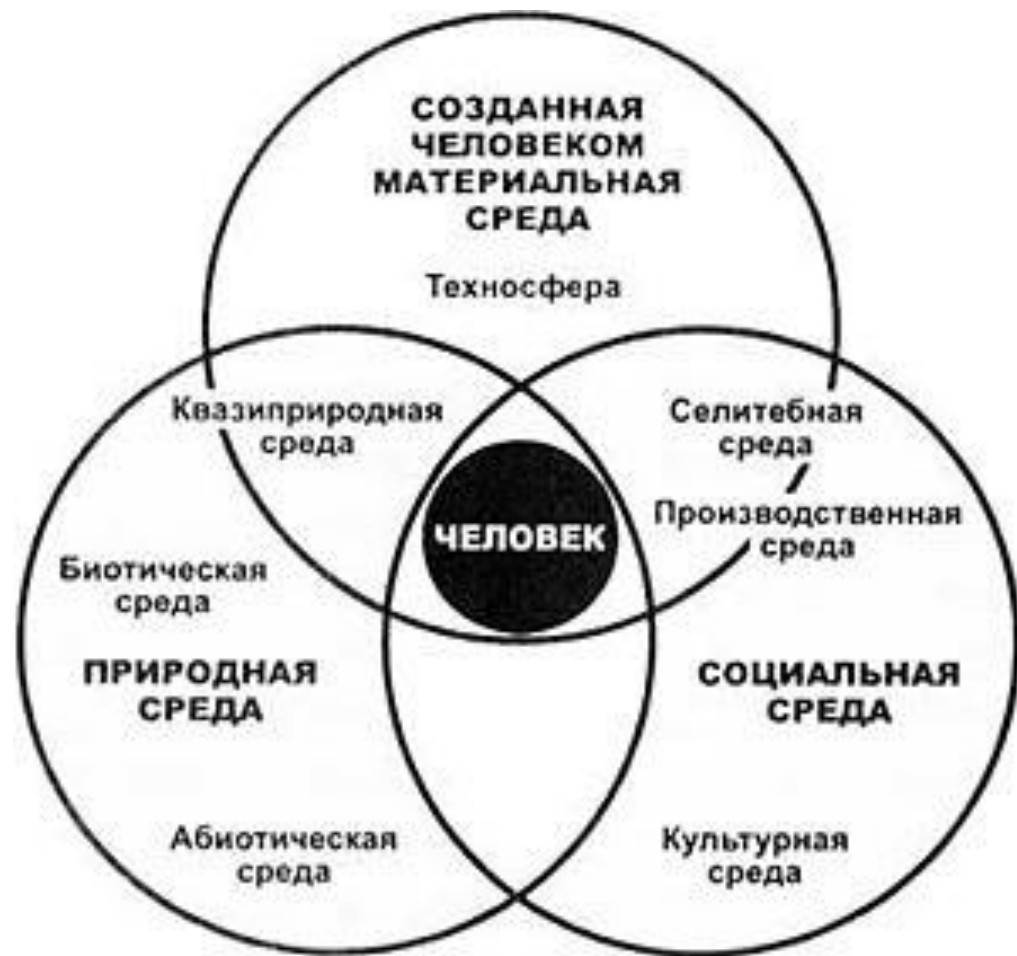 СОЗДАННАЯ
ЧЕЛОВЕКОМ
МАТЕРИАЛЬНАЯ
СРЕДА
Техносфера
Квазиприродная
среда
Селитебная
среда
Производственная
среда
ЧЕЛОВЕК
Биотическая
среда
ПРИРОДНАЯ
СРЕДА
СОЦИАЛЬНАЯ
СРЕДА
Абиотическая
среда
Культурная
среда